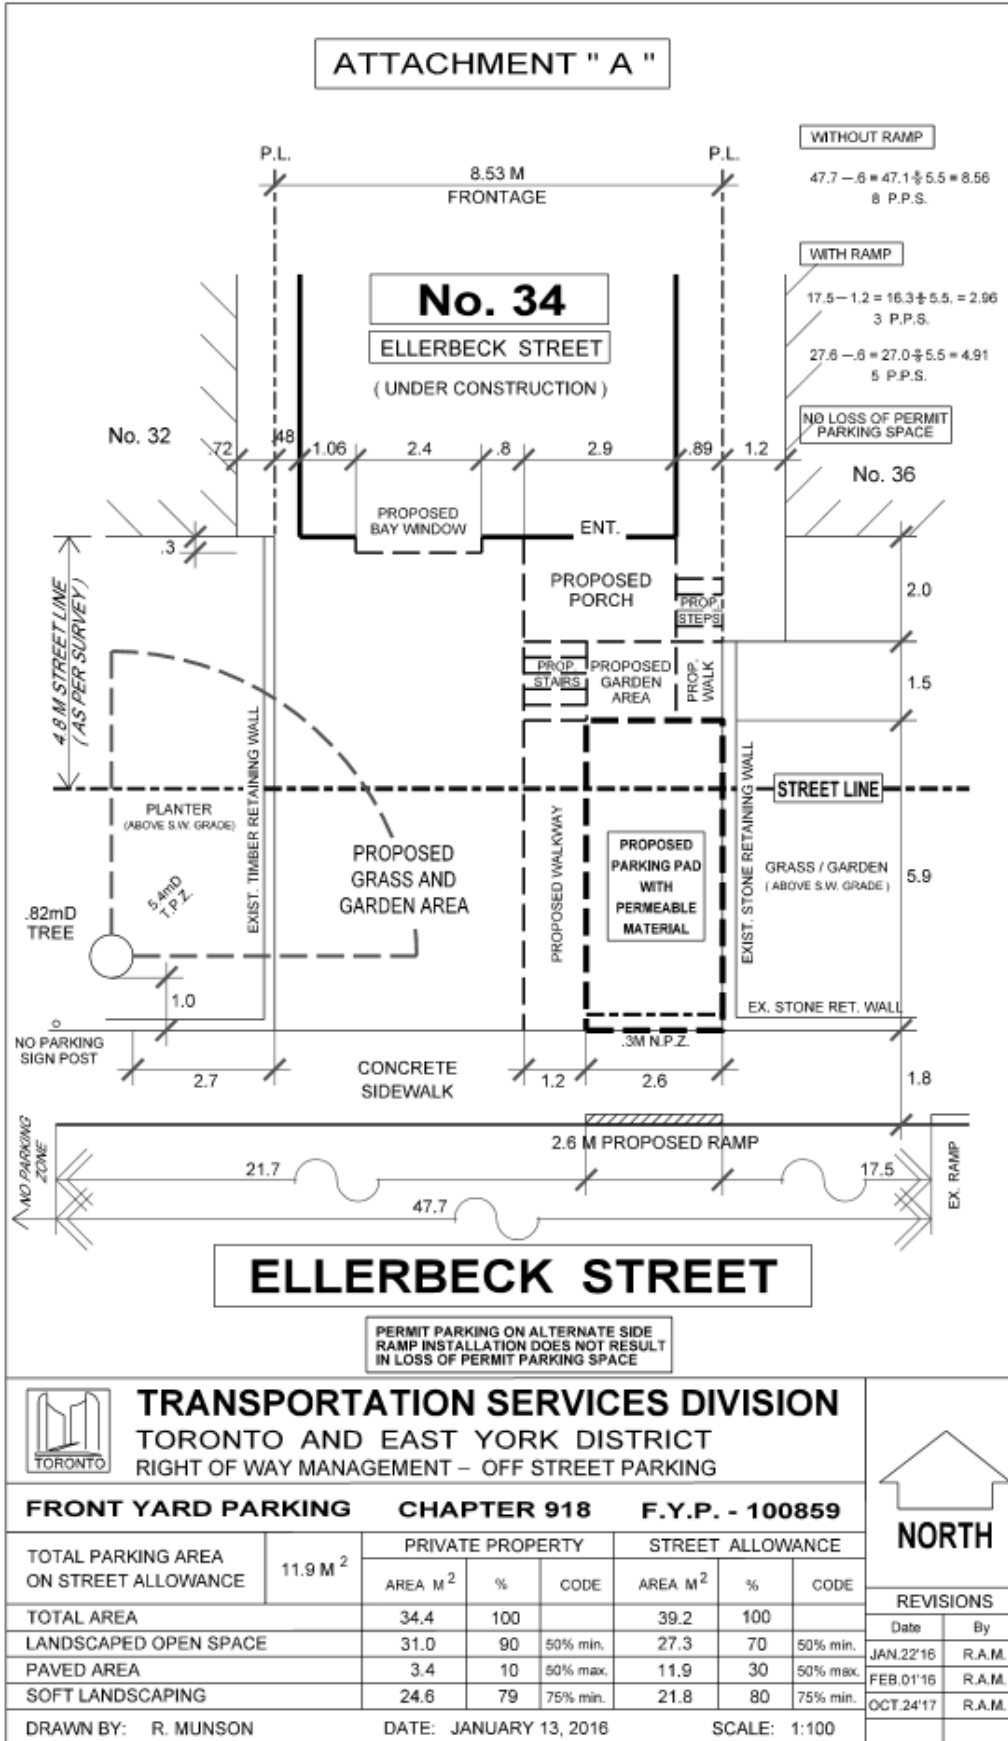 ATTACHMENT " A "
P.L.
P.L.
8.53 M
FRONTAGE
WITHOUT RAMP
47.7 – .6 = 47.1 ÷ 5.5 = 8.56
8 P.P.S.
WITH RAMP
17.5 – 1.2 = 16.3 ÷ 5.5. = 2.96
3 P.P.S.
27.6 – .6 = 27.0 ÷ 5.5 = 4.91
5 P.P.S.
NO LOSS OF PERMIT
PARKING SPACE
No. 34
ELLERBECK STREET
( UNDER CONSTRUCTION )
No. 32
No. 36
.72
.48
1.06
2.4
.8
2.9
.89
1.2
PROPOSED
BAY WINDOW
ENT.
.3
4.8 M STREET LINE
( AS PER SURVEY )
PROPOSED
PORCH
PROP.
STEPS
2.0
PROP.
STAIRS
PROPOSED
GARDEN
AREA
PROP.
WALK
1.5
EXIST. TIMBER RETAINING WALL
EXIST. STONE RETAINING WALL
STREET LINE
PLANTER
(ABOVE S.W. GRADE)
PROPOSED
GRASS AND
GARDEN AREA
PROPOSED WALKWAY
PROPOSED
PARKING PAD
WITH
PERMEABLE
MATERIAL
GRASS / GARDEN
( ABOVE S.W. GRADE )
5.9
5.4mD
T.P.Z.
.82mD
TREE
1.0
EX. STONE RET. WALL
NO PARKING
SIGN POST
.3M N.P.Z.
2.7
CONCRETE
SIDEWALK
1.2
2.6
1.8
NO PARKING
ZONE
2.6 M PROPOSED RAMP
EX. RAMP
21.7
17.5
47.7
ELLERBECK STREET
PERMIT PARKING ON ALTERNATE SIDE
RAMP INSTALLATION DOES NOT RESULT
IN LOSS OF PERMIT PARKING SPACE
TORONTO
TRANSPORTATION SERVICES DIVISION
TORONTO AND EAST YORK DISTRICT
RIGHT OF WAY MANAGEMENT – OFF STREET PARKING
NORTH
FRONT YARD PARKING CHAPTER 918 F.Y.P. - 100859
TOTAL PARKING AREA
ON STREET ALLOWANCE
11.9 M 2
PRIVATE PROPERTY STREET ALLOWANCE
AREA M2 % CODE AREA M2 % CODE
TOTAL AREA 34.4 100 39.2 100
LANDSCAPED OPEN SPACE 31.0 90 50% min. 27.3 70 50% min.
PAVED AREA 3.4 10 50% max. 11.9 30 50% max.
SOFT LANDSCAPING 24.6 79 75% min. 21.8 80 75% min.
DRAWN BY: R. MUNSON DATE: JANUARY 13, 2016 SCALE: 1:100
REVISIONS
Date By
JAN.22'16 R.A.M.
FEB.01'16 R.A.M.
OCT.24'17 R.A.M.